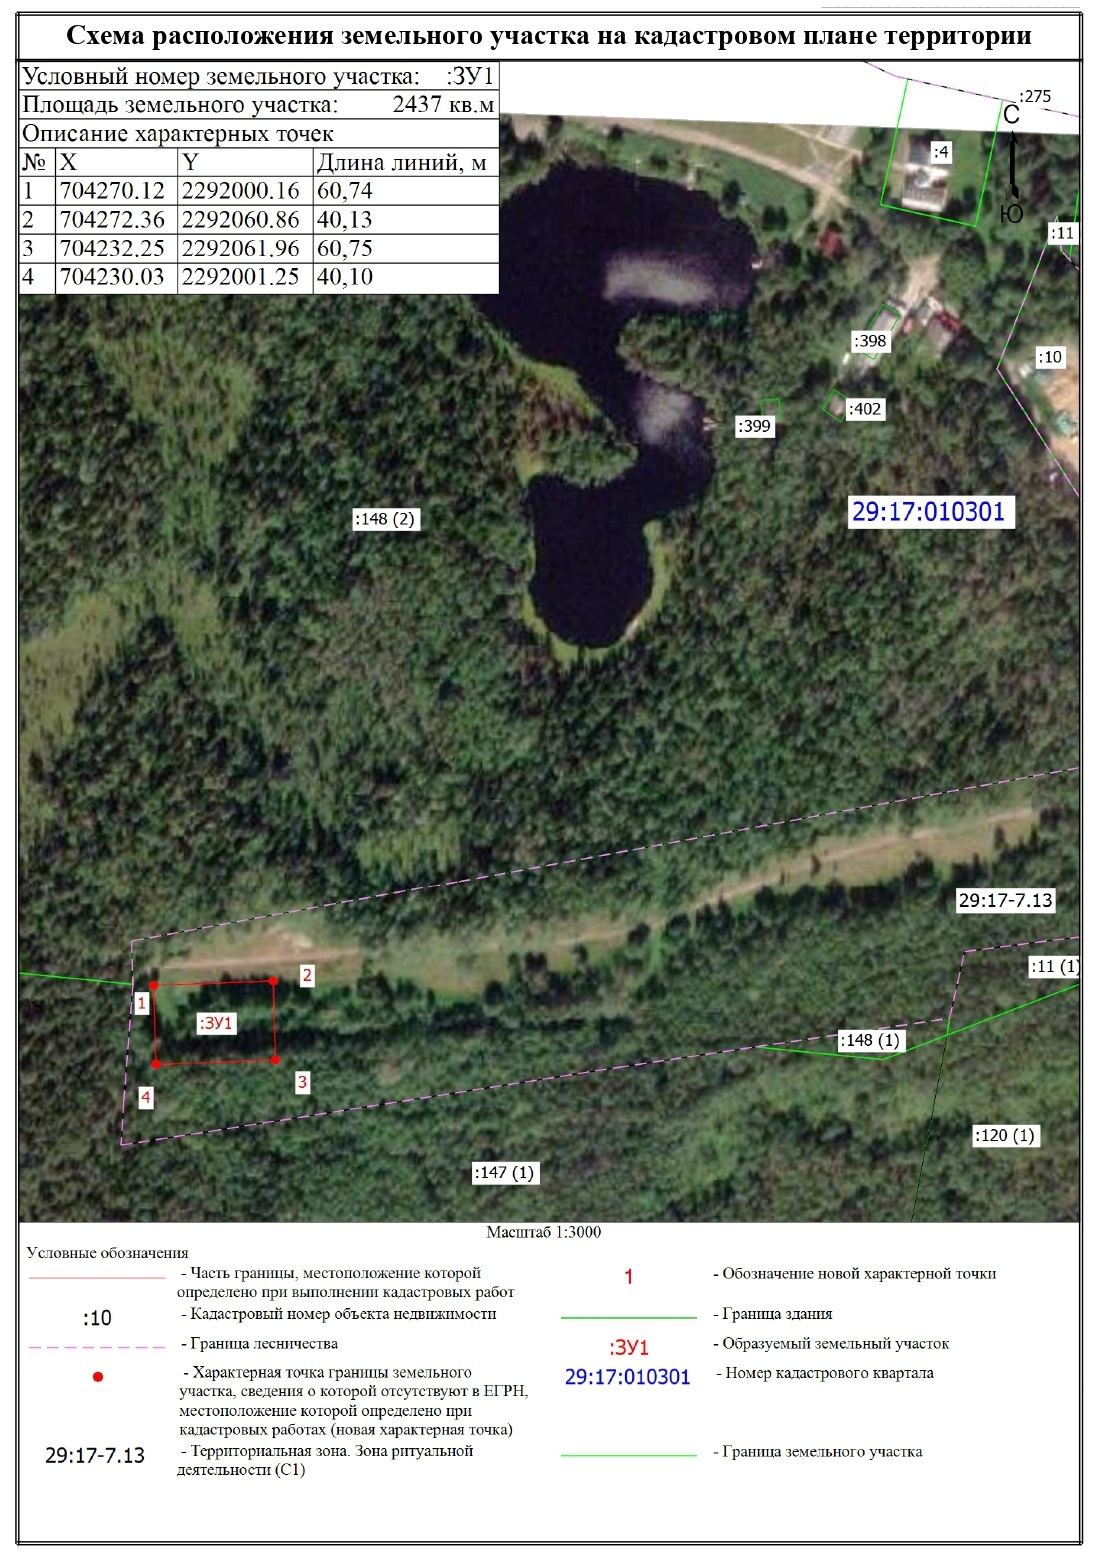 Схема расположения земельного участка на кадастровом плане территории
Условный номер земельного участка: :ЗУ1
Площадь земельного участка: 2437 кв.м
Описание характерных точек
№ X Y Длина линий, м
1 704270.12 2292000.16 60,74
2 704272.36 2292060.86 40,13
3 704232.25 2292061.96 60,75
4 704230.03 2292001.25 40,10
:275
С
:4
Ю
:11
:398
:10
:402
:399
29:17:010301
:148 (2)
29:17-7.13
:11 (1)
2
1
:ЗУ1
:148 (1)
3
4
:120 (1)
:147 (1)
Масштаб 1:3000
Условные обозначения
- Часть границы, местоположение которой
определено при выполнении кадастровых работ
1 - Обозначение новой характерной точки
:10 - Кадастровый номер объекта недвижимости
- Граница здания
- Граница лесничества
:ЗУ1 - Образуемый земельный участок
- Характерная точка границы земельного
участка, сведения о которой отсутствуют в ЕГРН,
местоположение которой определено при
кадастровых работах (новая характерная точка)
29:17:010301 - Номер кадастрового квартала
29:17-7.13 - Территориальная зона. Зона ритуальной
деятельности (С1)
- Граница земельного участка